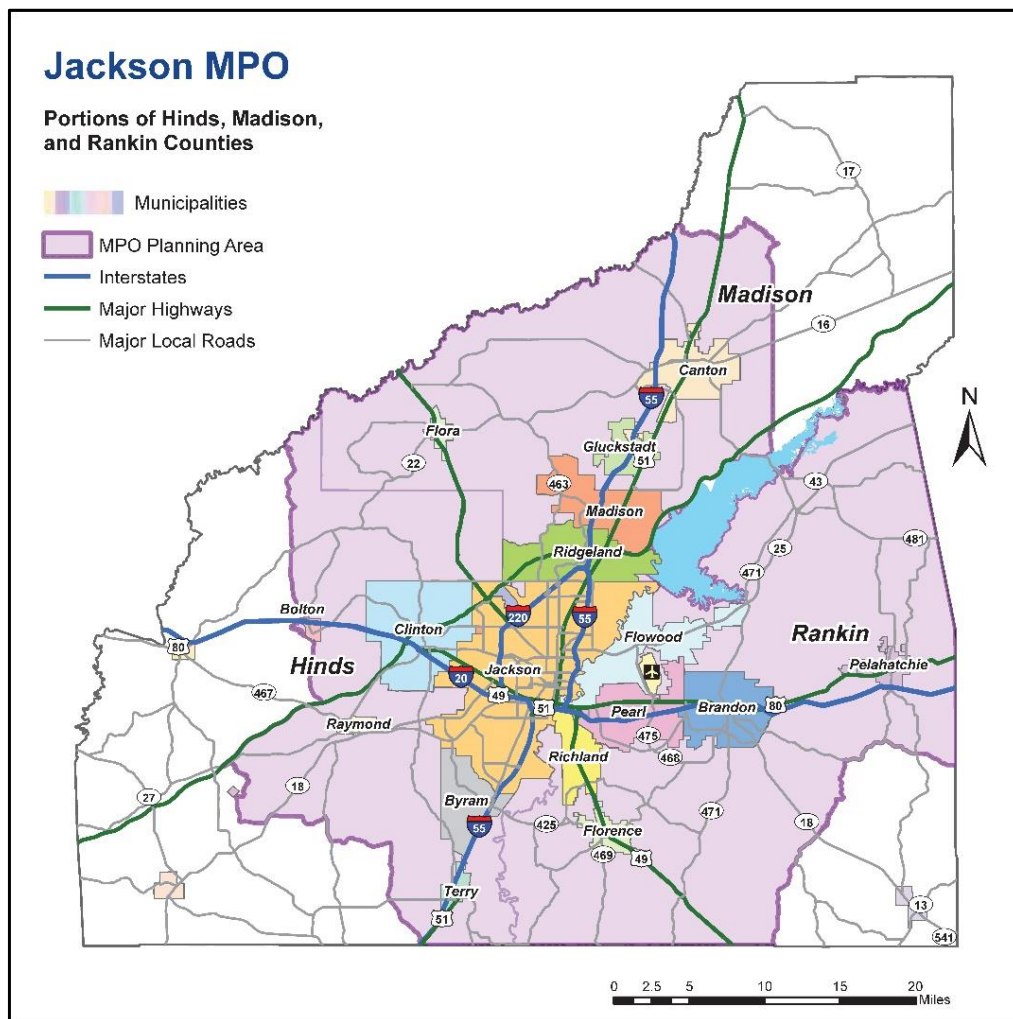 Jackson MPO
Portions of Hinds, Madison,
and Rankin Counties
Municipalities
MPO Planning Area
Interstates
Major Highways
Major Local Roads
17
Madison
16
Canton
55
N
Flora
Gluckstadt
51
22
463
43
Madison
481
Ridgeland
25
471
Bolton
220
55
Clinton
Flowood
Rankin
80
Hinds
Jackson
Pelahatchie
20
467
49
51
Pearl
Brandon
80
Raymond
475
468
Richland
18
27
Byram
471
55
425
18
Florence
469
49
Terry
51
13
541
0 2.5 5 10 15 20
Miles